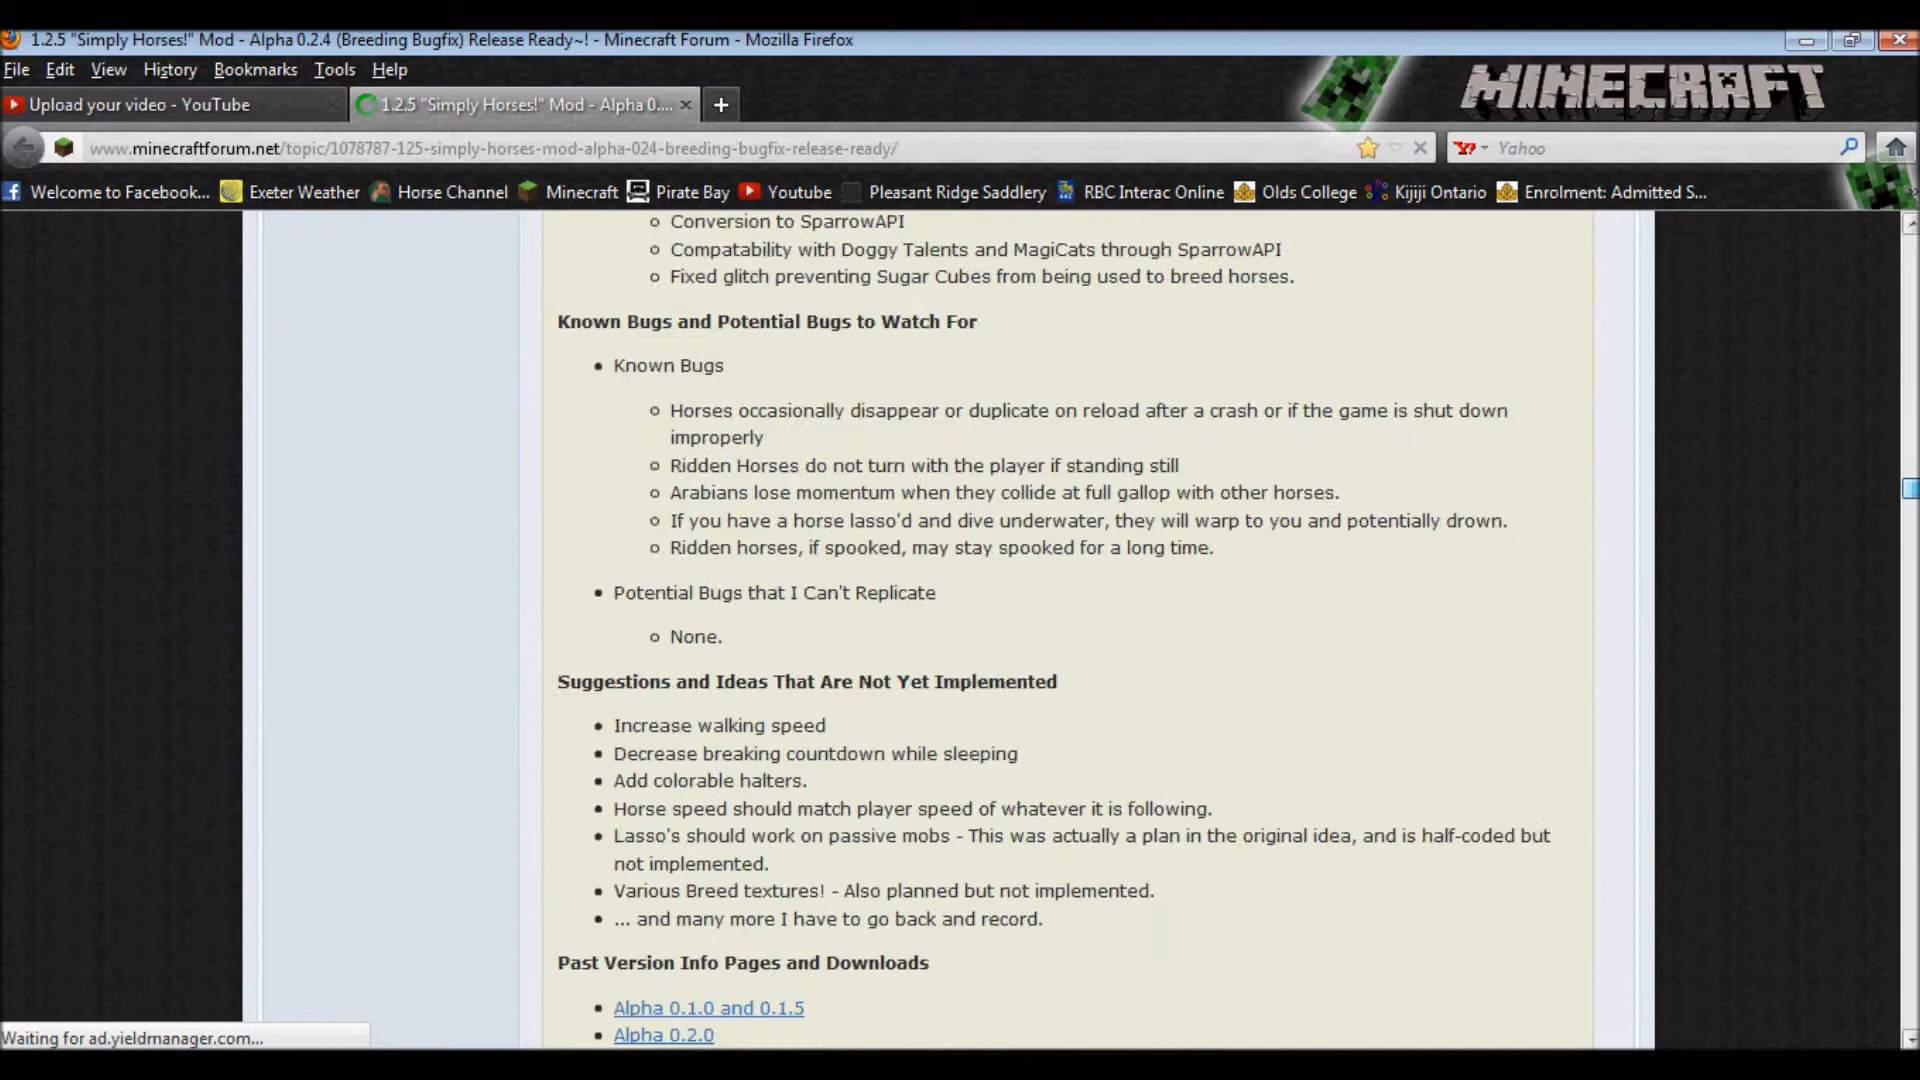 1.2.5 "Simply Horses!" Mod - Alpha 0.2.4 (Breeding Bugfix) Release Ready~! - Minecraft Forum - Mozilla Firefox
File Edit View History Bookmarks Tools Help
MINECRAFT
Upload your video - YouTube
1.2.5 "Simply Horses!" Mod - Alpha 0....
www.minecraftforum.net/topic/1078787-125-simply-horses-mod-alpha-024-breeding-bugfix-release-ready/
Yahoo
Welcome to Facebook... Exeter Weather Horse Channel Minecraft Pirate Bay Youtube Pleasant Ridge Saddlery RBC Interac Online Olds College Kijiji Ontario Enrolment: Admitted S...
Conversion to SparrowAPI
Compatability with Doggy Talents and MagiCats through SparrowAPI
Fixed glitch preventing Sugar Cubes from being used to breed horses.
Known Bugs and Potential Bugs to Watch For
Known Bugs
Horses occasionally disappear or duplicate on reload after a crash or if the game is shut down
improperly
Ridden Horses do not turn with the player if standing still
Arabians lose momentum when they collide at full gallop with other horses.
If you have a horse lasso'd and dive underwater, they will warp to you and potentially drown.
Ridden horses, if spooked, may stay spooked for a long time.
Potential Bugs that I Can't Replicate
None.
Suggestions and Ideas That Are Not Yet Implemented
Increase walking speed
Decrease breaking countdown while sleeping
Add colorable halters.
Horse speed should match player speed of whatever it is following.
Lasso's should work on passive mobs - This was actually a plan in the original idea, and is half-coded but
not implemented.
Various Breed textures! - Also planned but not implemented.
... and many more I have to go back and record.
Past Version Info Pages and Downloads
Alpha 0.1.0 and 0.1.5
Alpha 0.2.0
Waiting for ad.yieldmanager.com...